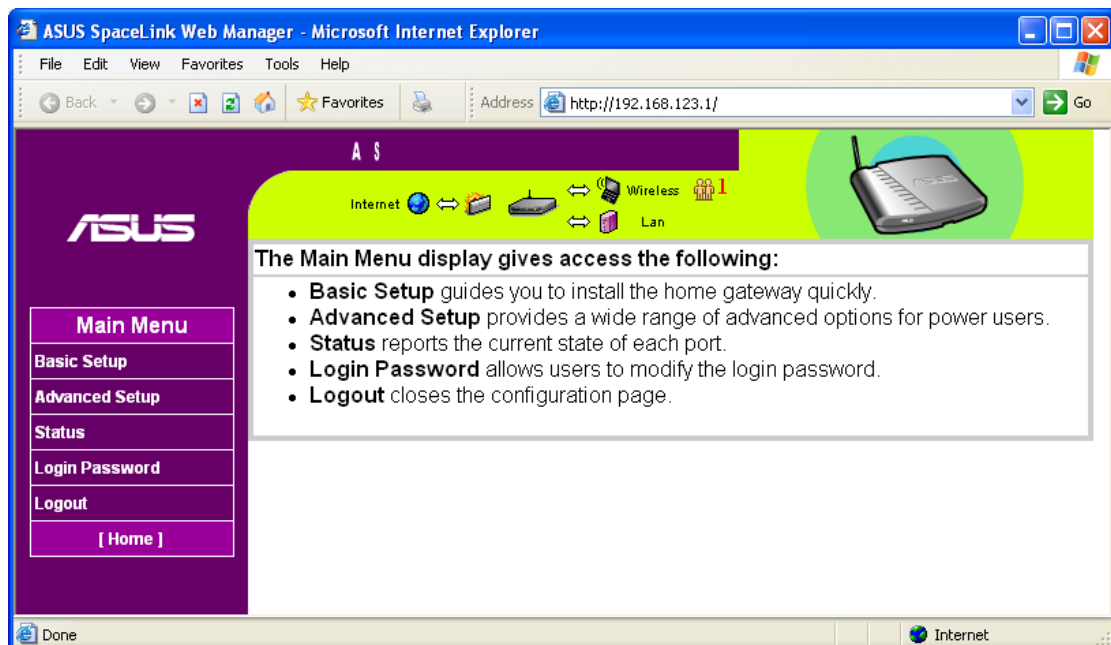 ASUS SpaceLink Web Manager - Microsoft Internet Explorer
File Edit View Favorites Tools Help
Back Favorites Address http://192.168.123.1/ Go
A S
Internet Wireless 1
Lan
ASUS
The Main Menu display gives access the following:
• Basic Setup guides you to install the home gateway quickly.
• Advanced Setup provides a wide range of advanced options for power users.
• Status reports the current state of each port.
• Login Password allows users to modify the login password.
• Logout closes the configuration page.
Main Menu
Basic Setup
Advanced Setup
Status
Login Password
Logout
[ Home ]
Done Internet